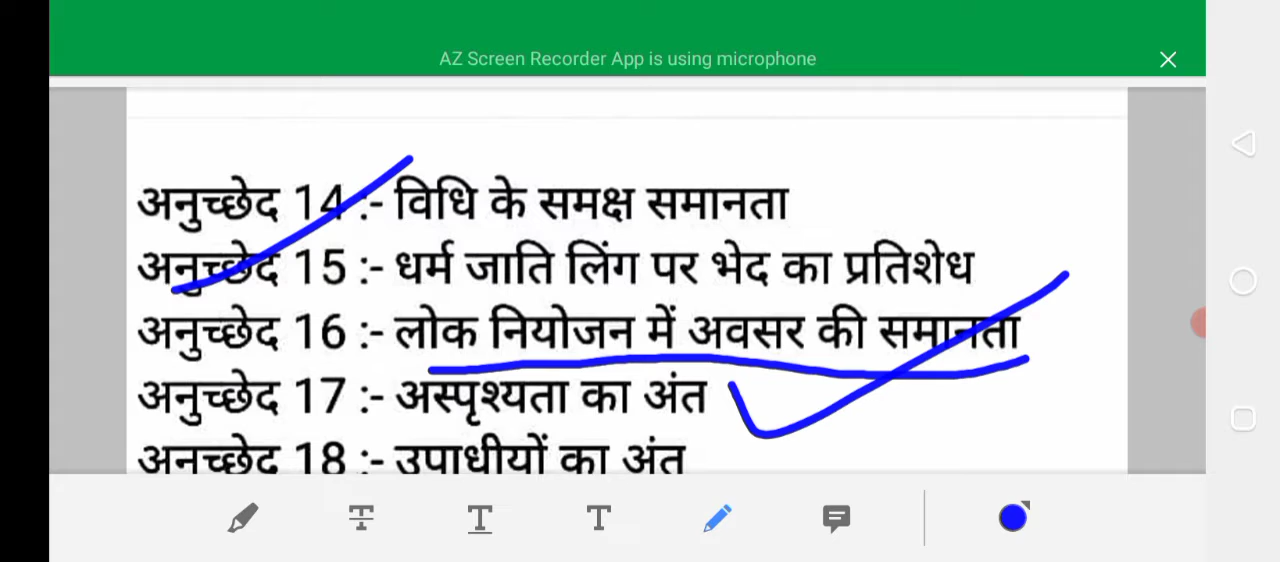 AZ Screen Recorder App is using microphone
अनुच्छेद 14 :- विधि के समक्ष समानता
अनुच्छेद 15 :- धर्म जाति लिंग पर भेद का प्रतिशेध
अनुच्छेद 16 :- लोक नियोजन में अवसर की समानता
अनुच्छेद 17 :- अस्पृश्यता का अंत
अनुच्छेद 18 :- उपाधीयों का अंत